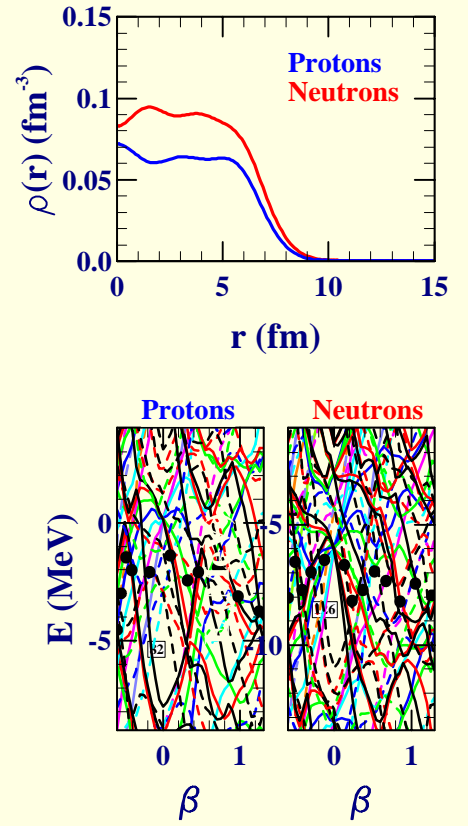 0.15
0.1
0.05
0.0
ρ(r) (fm⁻³)
Protons
Neutrons
0 5 10 15
r (fm)
Protons Neutrons
E (MeV)
0 -5
-5 -10
0 1 0 1
β β